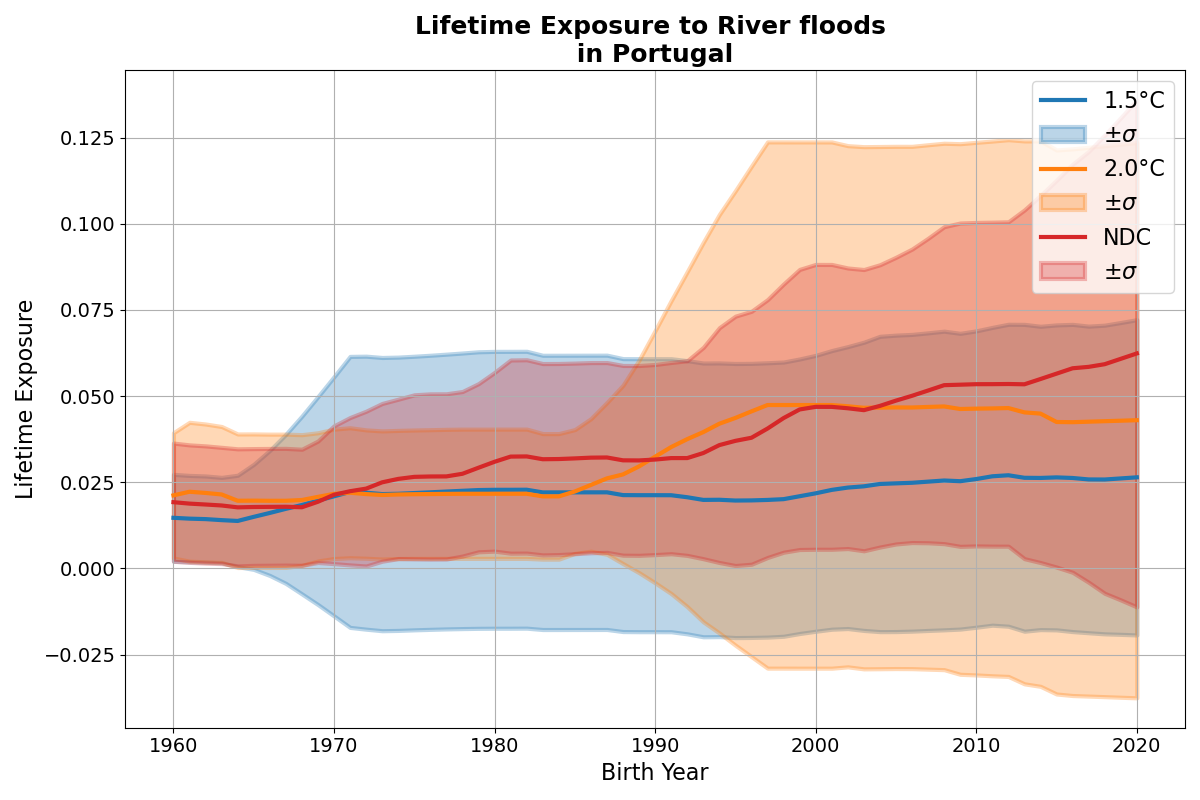 Lifetime Exposure to River floods
in Portugal
Lifetime Exposure
0.125
0.100
0.075
0.050
0.025
0.000
−0.025
1960
1970
1980
1990
2000
2010
2020
Birth Year
1.5°C
±σ
2.0°C
±σ
NDC
±σ